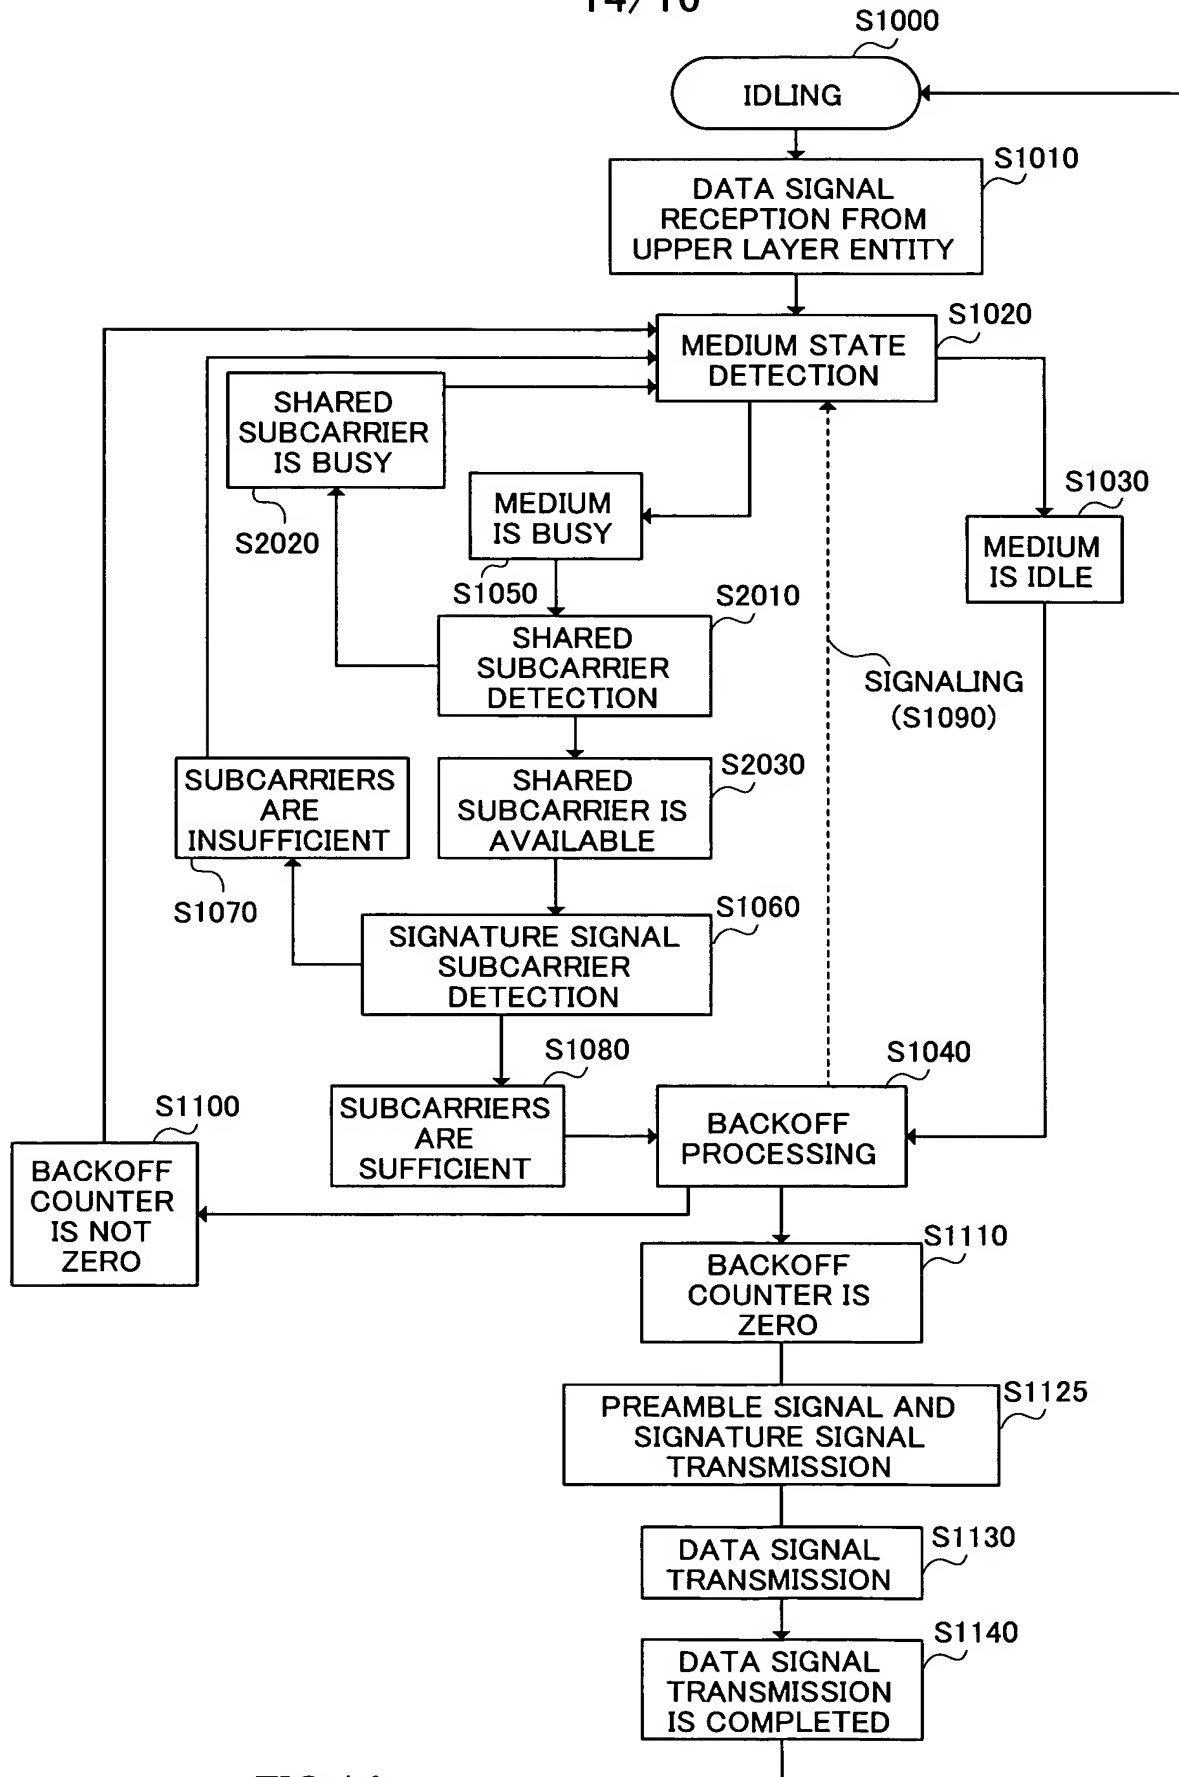 S1000
IDLING
S1010
DATA SIGNAL
RECEPTION FROM
UPPER LAYER ENTITY
S1020
MEDIUM STATE
DETECTION
SHARED
SUBCARRIER
IS BUSY
S2020
MEDIUM
IS BUSY
S1050
S1030
MEDIUM
IS IDLE
S2010
SHARED
SUBCARRIER
DETECTION
SIGNALING
(S1090)
S2030
SHARED
SUBCARRIER IS
AVAILABLE
SUBCARRIERS
ARE
INSUFFICIENT
S1070
S1060
SIGNATURE SIGNAL
SUBCARRIER
DETECTION
S1080
SUBCARRIERS
ARE
SUFFICIENT
S1040
BACKOFF
PROCESSING
S1100
BACKOFF
COUNTER
IS NOT
ZERO
S1110
BACKOFF
COUNTER IS
ZERO
S1125
PREAMBLE SIGNAL AND
SIGNATURE SIGNAL
TRANSMISSION
S1130
DATA SIGNAL
TRANSMISSION
S1140
DATA SIGNAL
TRANSMISSION
IS COMPLETED